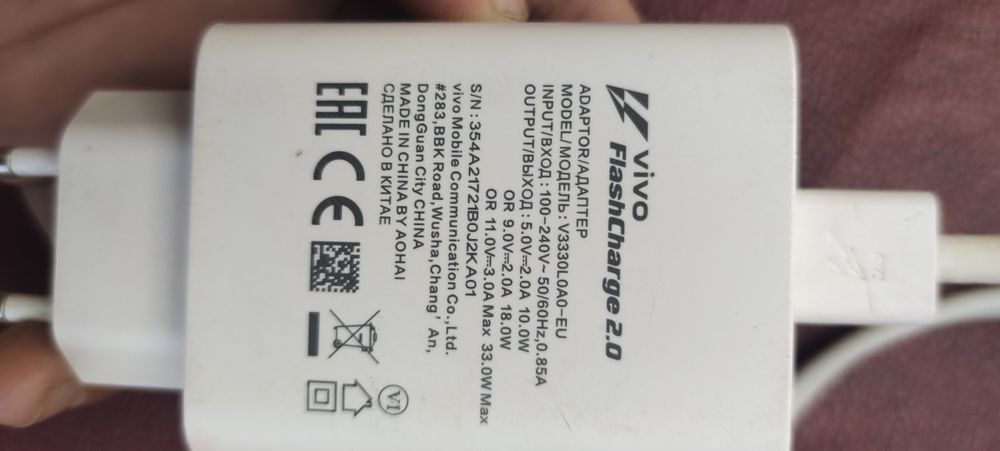 vivo
FlashCharge 2.0
ADAPTOR/АДАПТЕР
MODEL/МОДЕЛЬ : V3330L0A0-EU
INPUT/ВХОД : 100-240V~ 50/60Hz,0.85A
OUTPUT/ВЫХОД : 5.0V⎓2.0A 10.0W
OR 9.0V⎓2.0A 18.0W
OR 11.0V⎓3.0A Max 33.0W Max
S/N : 354A21721B0J2KA01
vivo Mobile Communication Co.,Ltd.
#283,BBK Road,Wusha,Chang' An,
DongGuan City CHINA
MADE IN CHINA BY AOHAI
СДЕЛАНО В КИТАЕ
VI
EAC CE